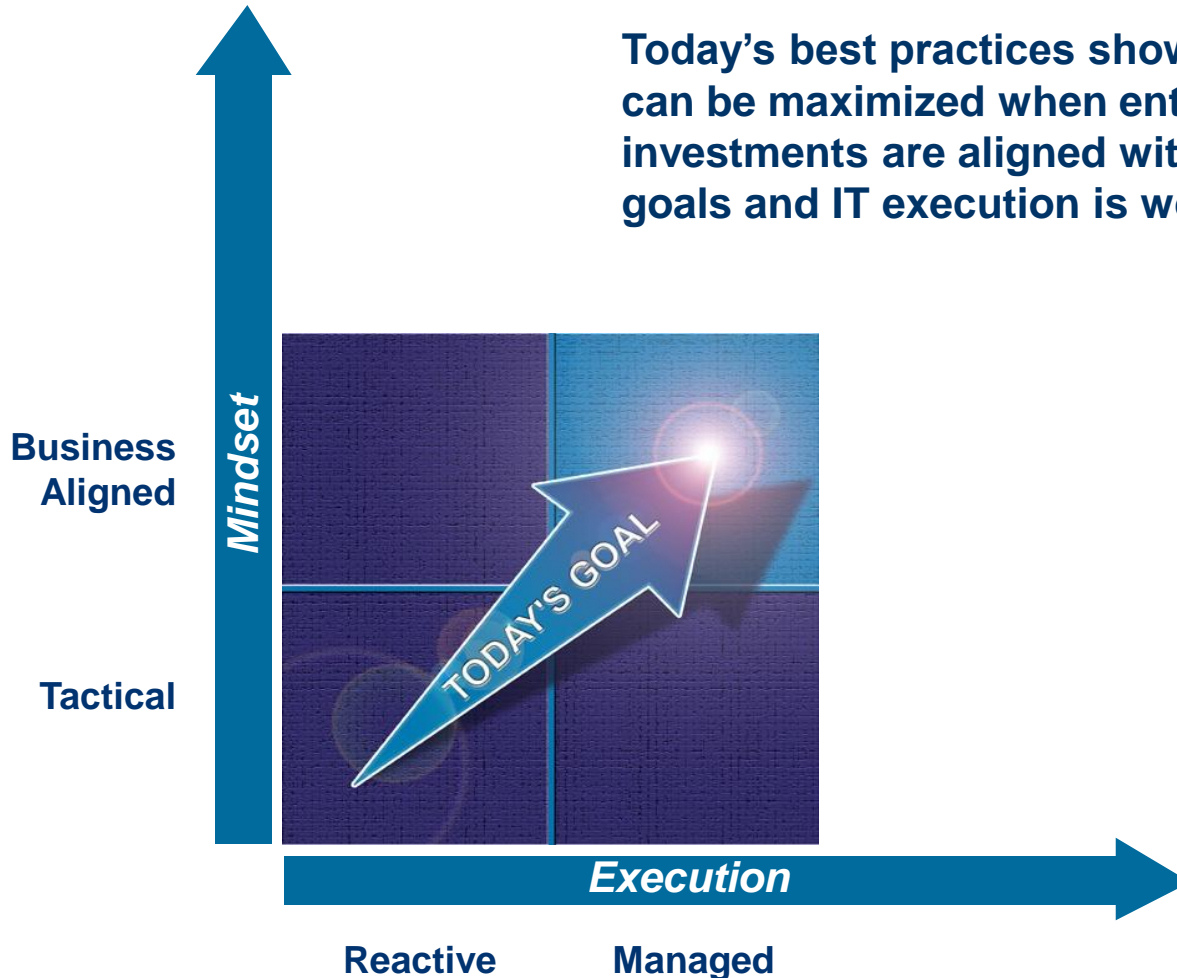 Today’s best practices show
can be maximized when ent
investments are aligned wit
goals and IT execution is w
Mindset
Business
Aligned
TODAY'S GOAL
Tactical
Execution
Reactive Managed